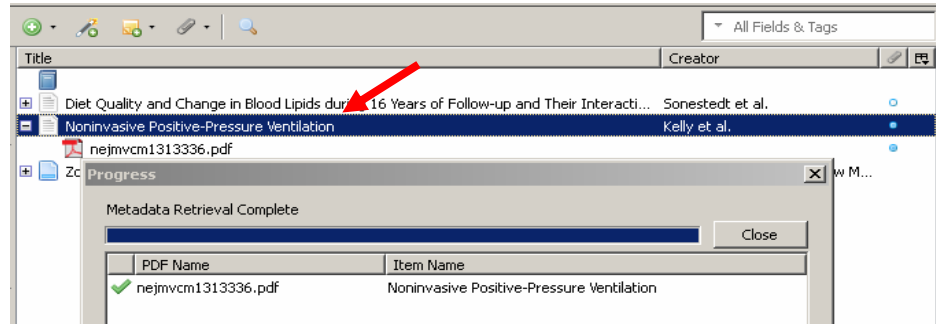 All Fields & Tags
Title Creator
Diet Quality and Change in Blood Lipids during 16 Years of Follow-up and Their Interacti... Sonestedt et al.
Noninvasive Positive-Pressure Ventilation Kelly et al.
nejmvcm1313336.pdf
Zc w M...
Progress
Metadata Retrieval Complete
Close
PDF Name Item Name
nejmvcm1313336.pdf Noninvasive Positive-Pressure Ventilation